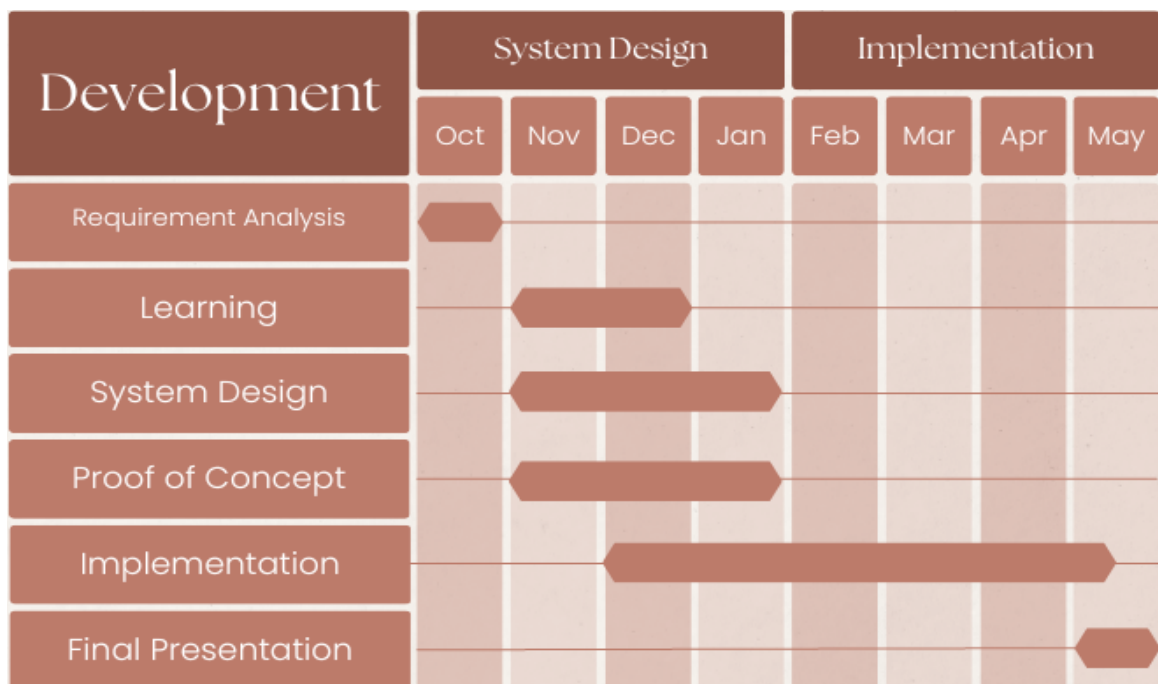 Development
System Design
Implementation
Oct
Nov
Dec
Jan
Feb
Mar
Apr
May
Requirement Analysis
Learning
System Design
Proof of Concept
Implementation
Final Presentation